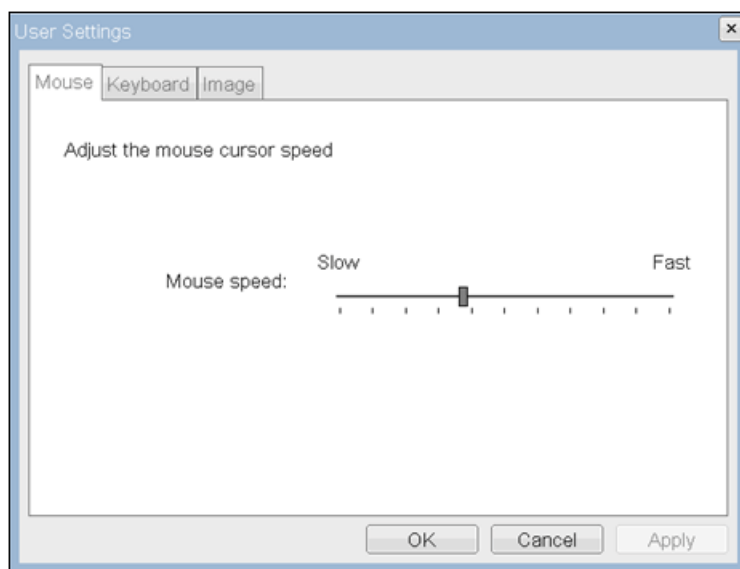 User Settings
Mouse Keyboard Image
Adjust the mouse cursor speed
Slow Fast
Mouse speed:
OK Cancel Apply